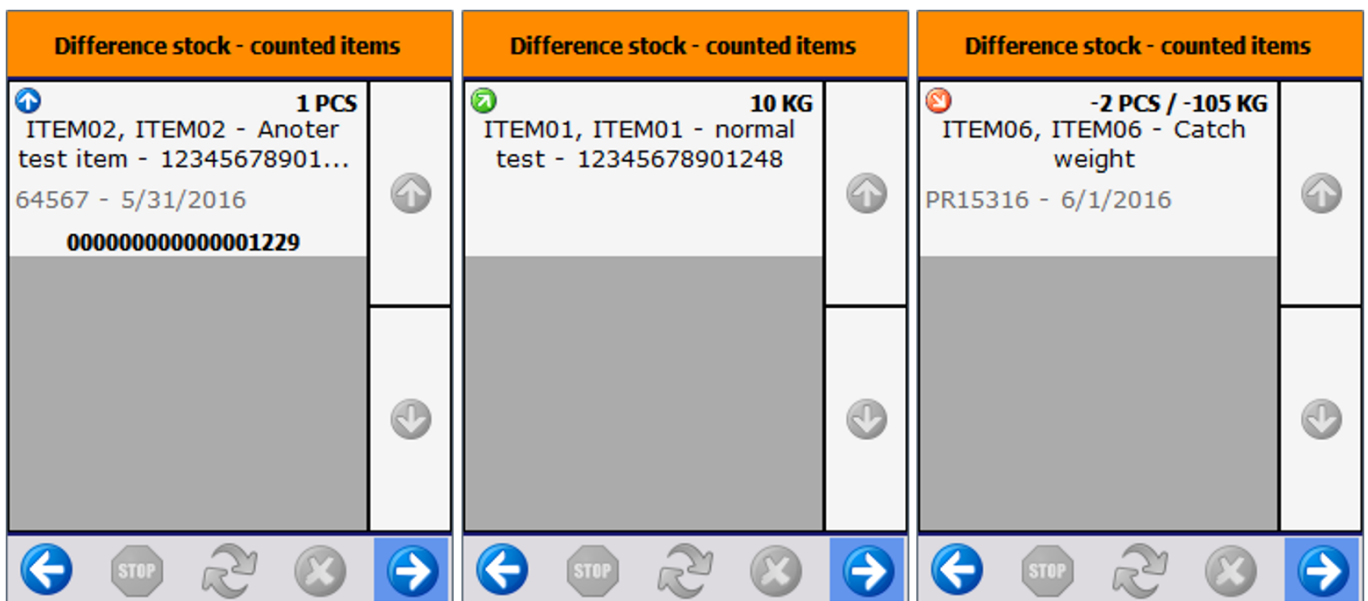 Difference stock - counted items
1 PCS
ITEM02, ITEM02 - Anoter
test item - 12345678901...
64567 - 5/31/2016
000000000000001229
STOP
Difference stock - counted items
10 KG
ITEM01, ITEM01 - normal
test - 12345678901248
STOP
Difference stock - counted items
-2 PCS / -105 KG
ITEM06, ITEM06 - Catch
weight
PR15316 - 6/1/2016
STOP